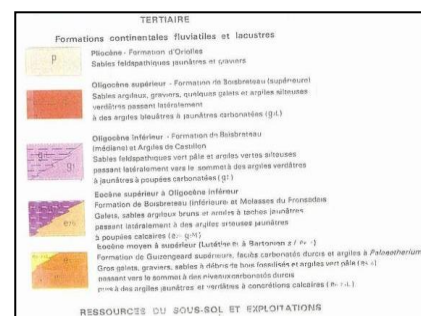 TERTIAIRE
Formations continentales fluviatiles et lacustres
P
Pliocène - Formation d'Oriolles
Sables feldspathiques jaunâtres et graviers
Oligocène supérieur - Formation de Boisbreteau (supérieure)
Sables argileux, graviers, quelques galets et argiles silteuses
verdâtres passant latéralement
à des argiles bleuâtres à jaunâtres carbonatées
Oligocène inférieur - Formation de Boisbreteau
(médiane) et Argiles de Castillon
Sables feldspathiques vert pâle et argiles vertes silteuses
passant latéralement vers le sommet à des argiles verdâtres
à jaunâtres à poupées carbonatées
Eocène supérieur à Oligocène inféreur
Formation de Boisbreteau (inférieure) et Molasses du Fronsadais
Galets, sables argileux bruns et argiles à taches jaunâtres
passant latéralement à des argiles silteuses jaunâtres
à poupées calcaires
Eocène moyen à supérieur (Lutétien à Bartonien
Formation de Guizengeard supérieure, faciès carbonatés durcis et argiles à Palaeotherium
Gros galets, graviers, sables à débris de bois fossilisés et argiles vert pâle
passant vers le sommet à des niveaux carbonatés durcis
puis à des argiles jaunâtres et verdâtres à concrétions calcaires
RESSOURCES DU SOUS-SOL ET EXPLOITATIONS